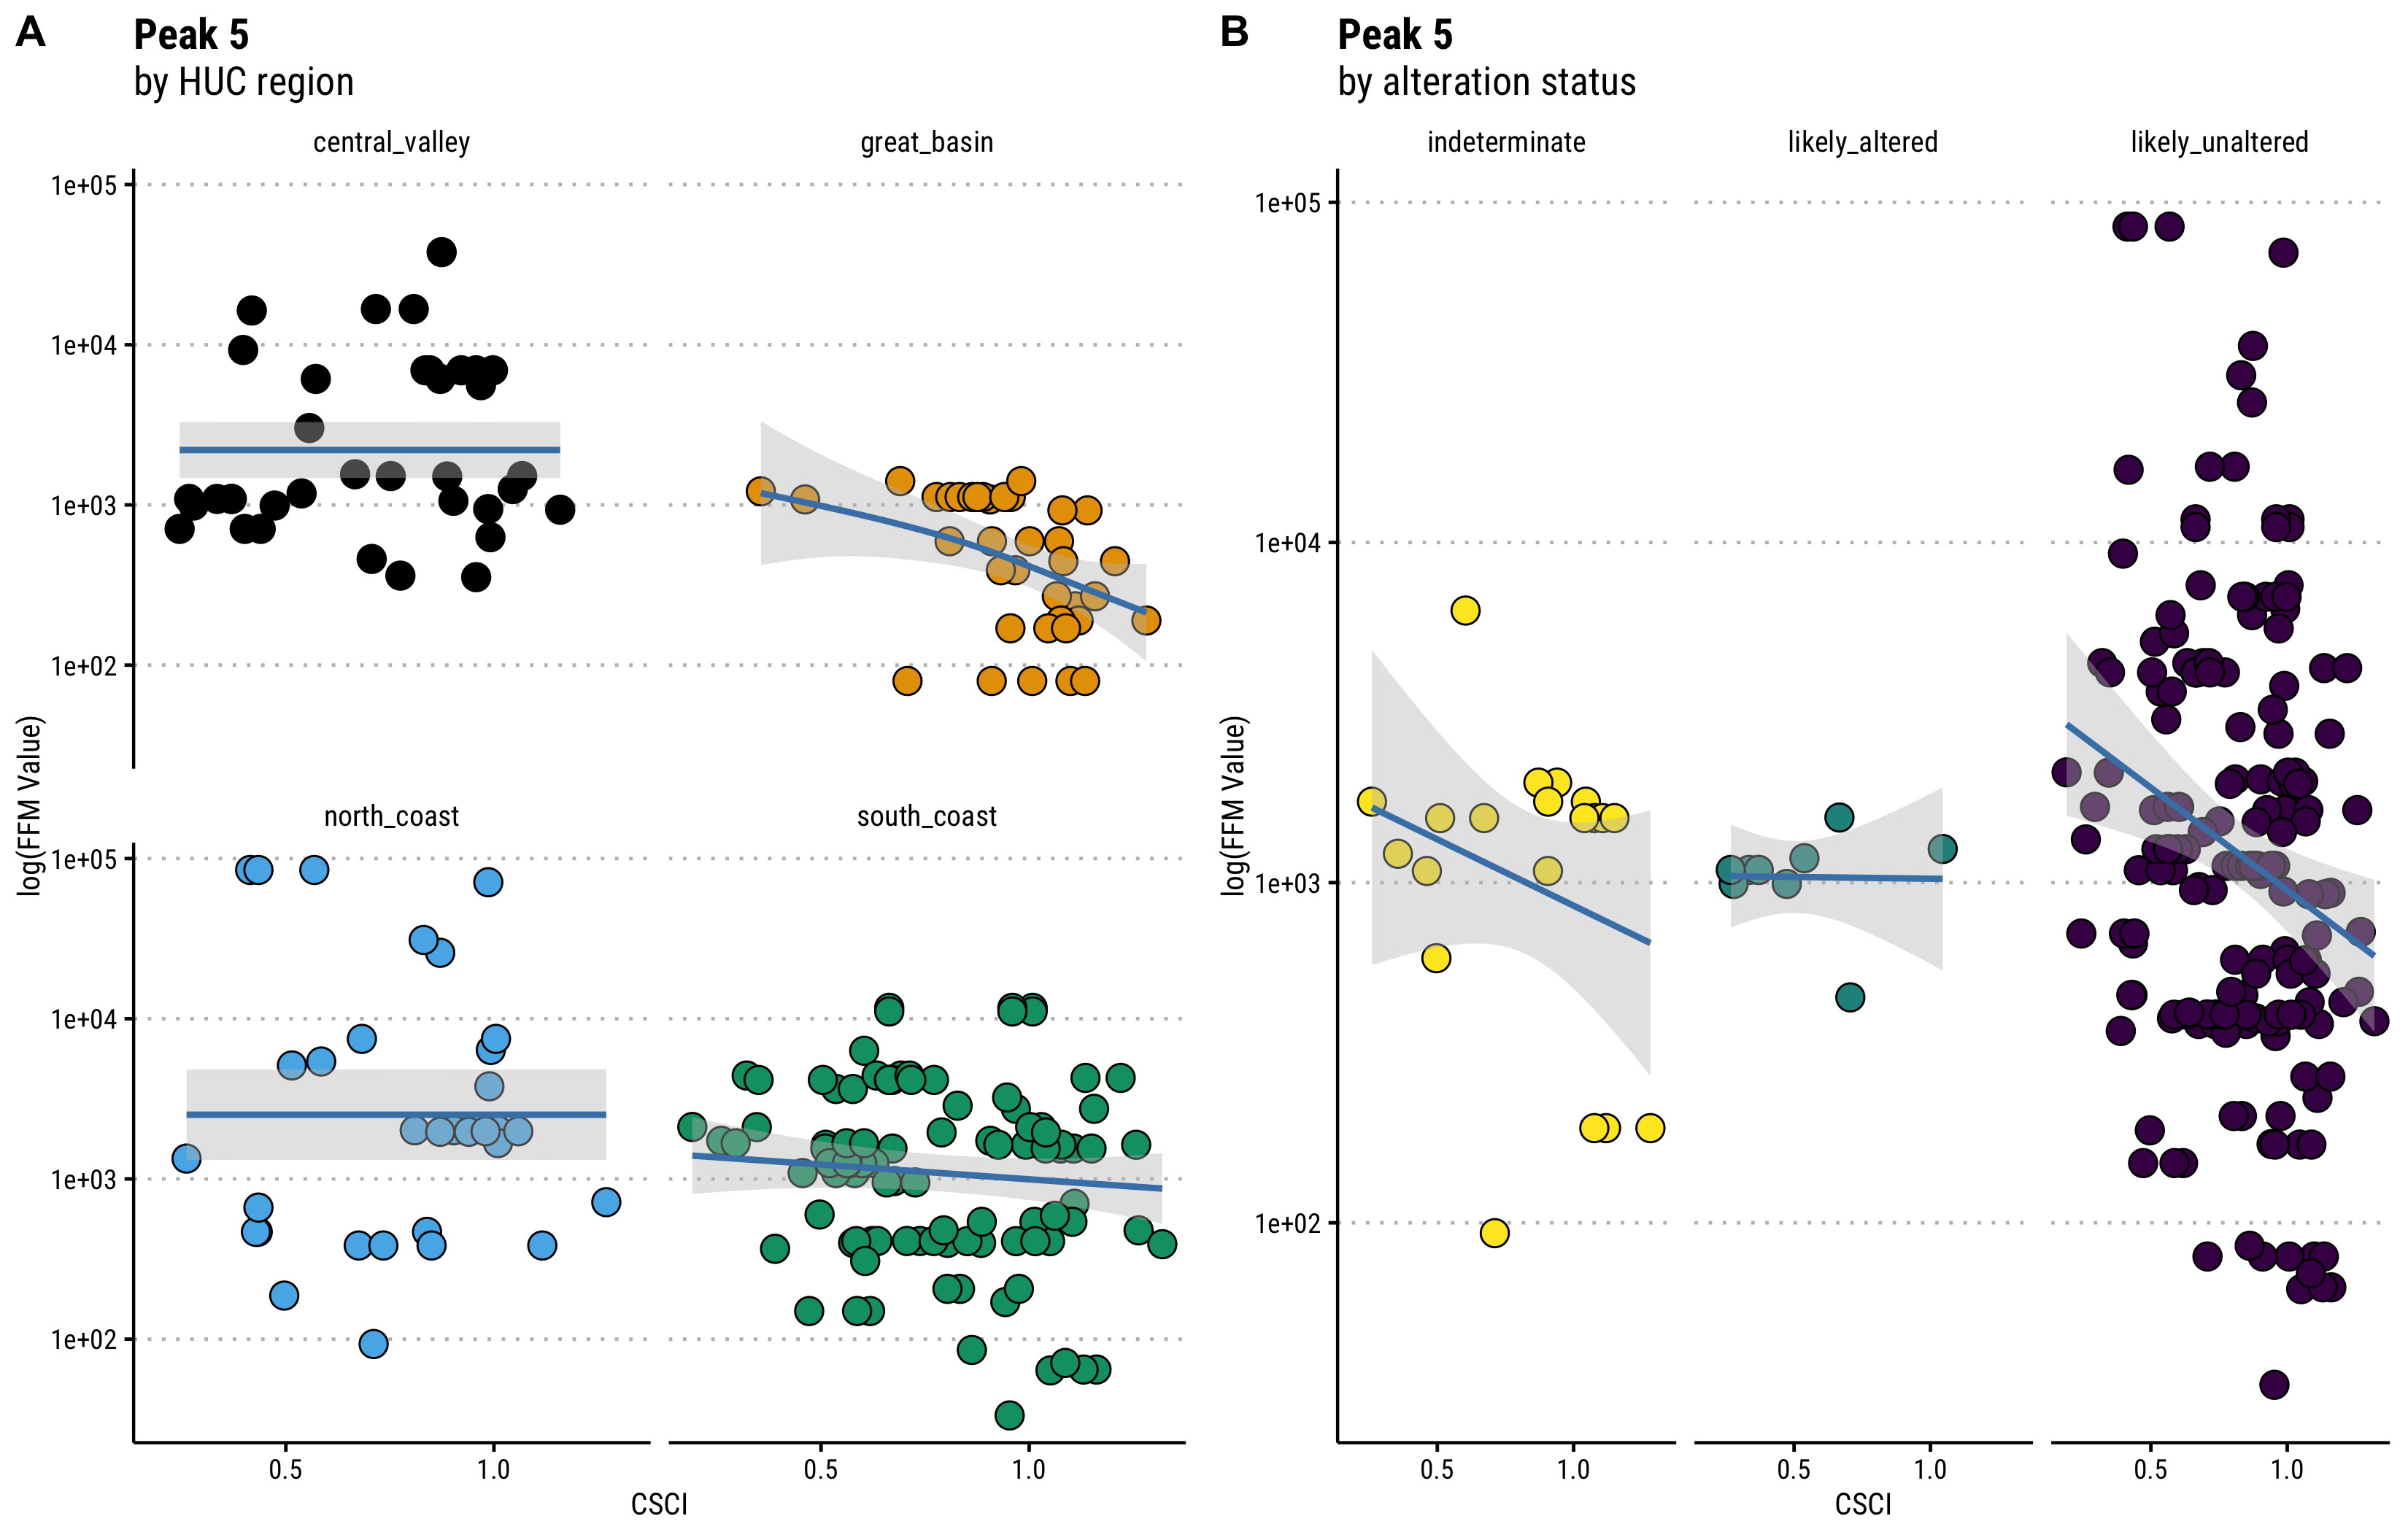 A
Peak 5
by HUC region
central_valley
great_basin
1e+05
1e+04
1e+03
1e+02
north_coast
south_coast
1e+05
1e+04
1e+03
1e+02
log(FFM Value)
0.5
1.0
0.5
1.0
CSCI
B
Peak 5
by alteration status
indeterminate
likely_altered
likely_unaltered
1e+05
1e+04
1e+03
1e+02
log(FFM Value)
0.5
1.0
0.5
1.0
0.5
1.0
CSCI